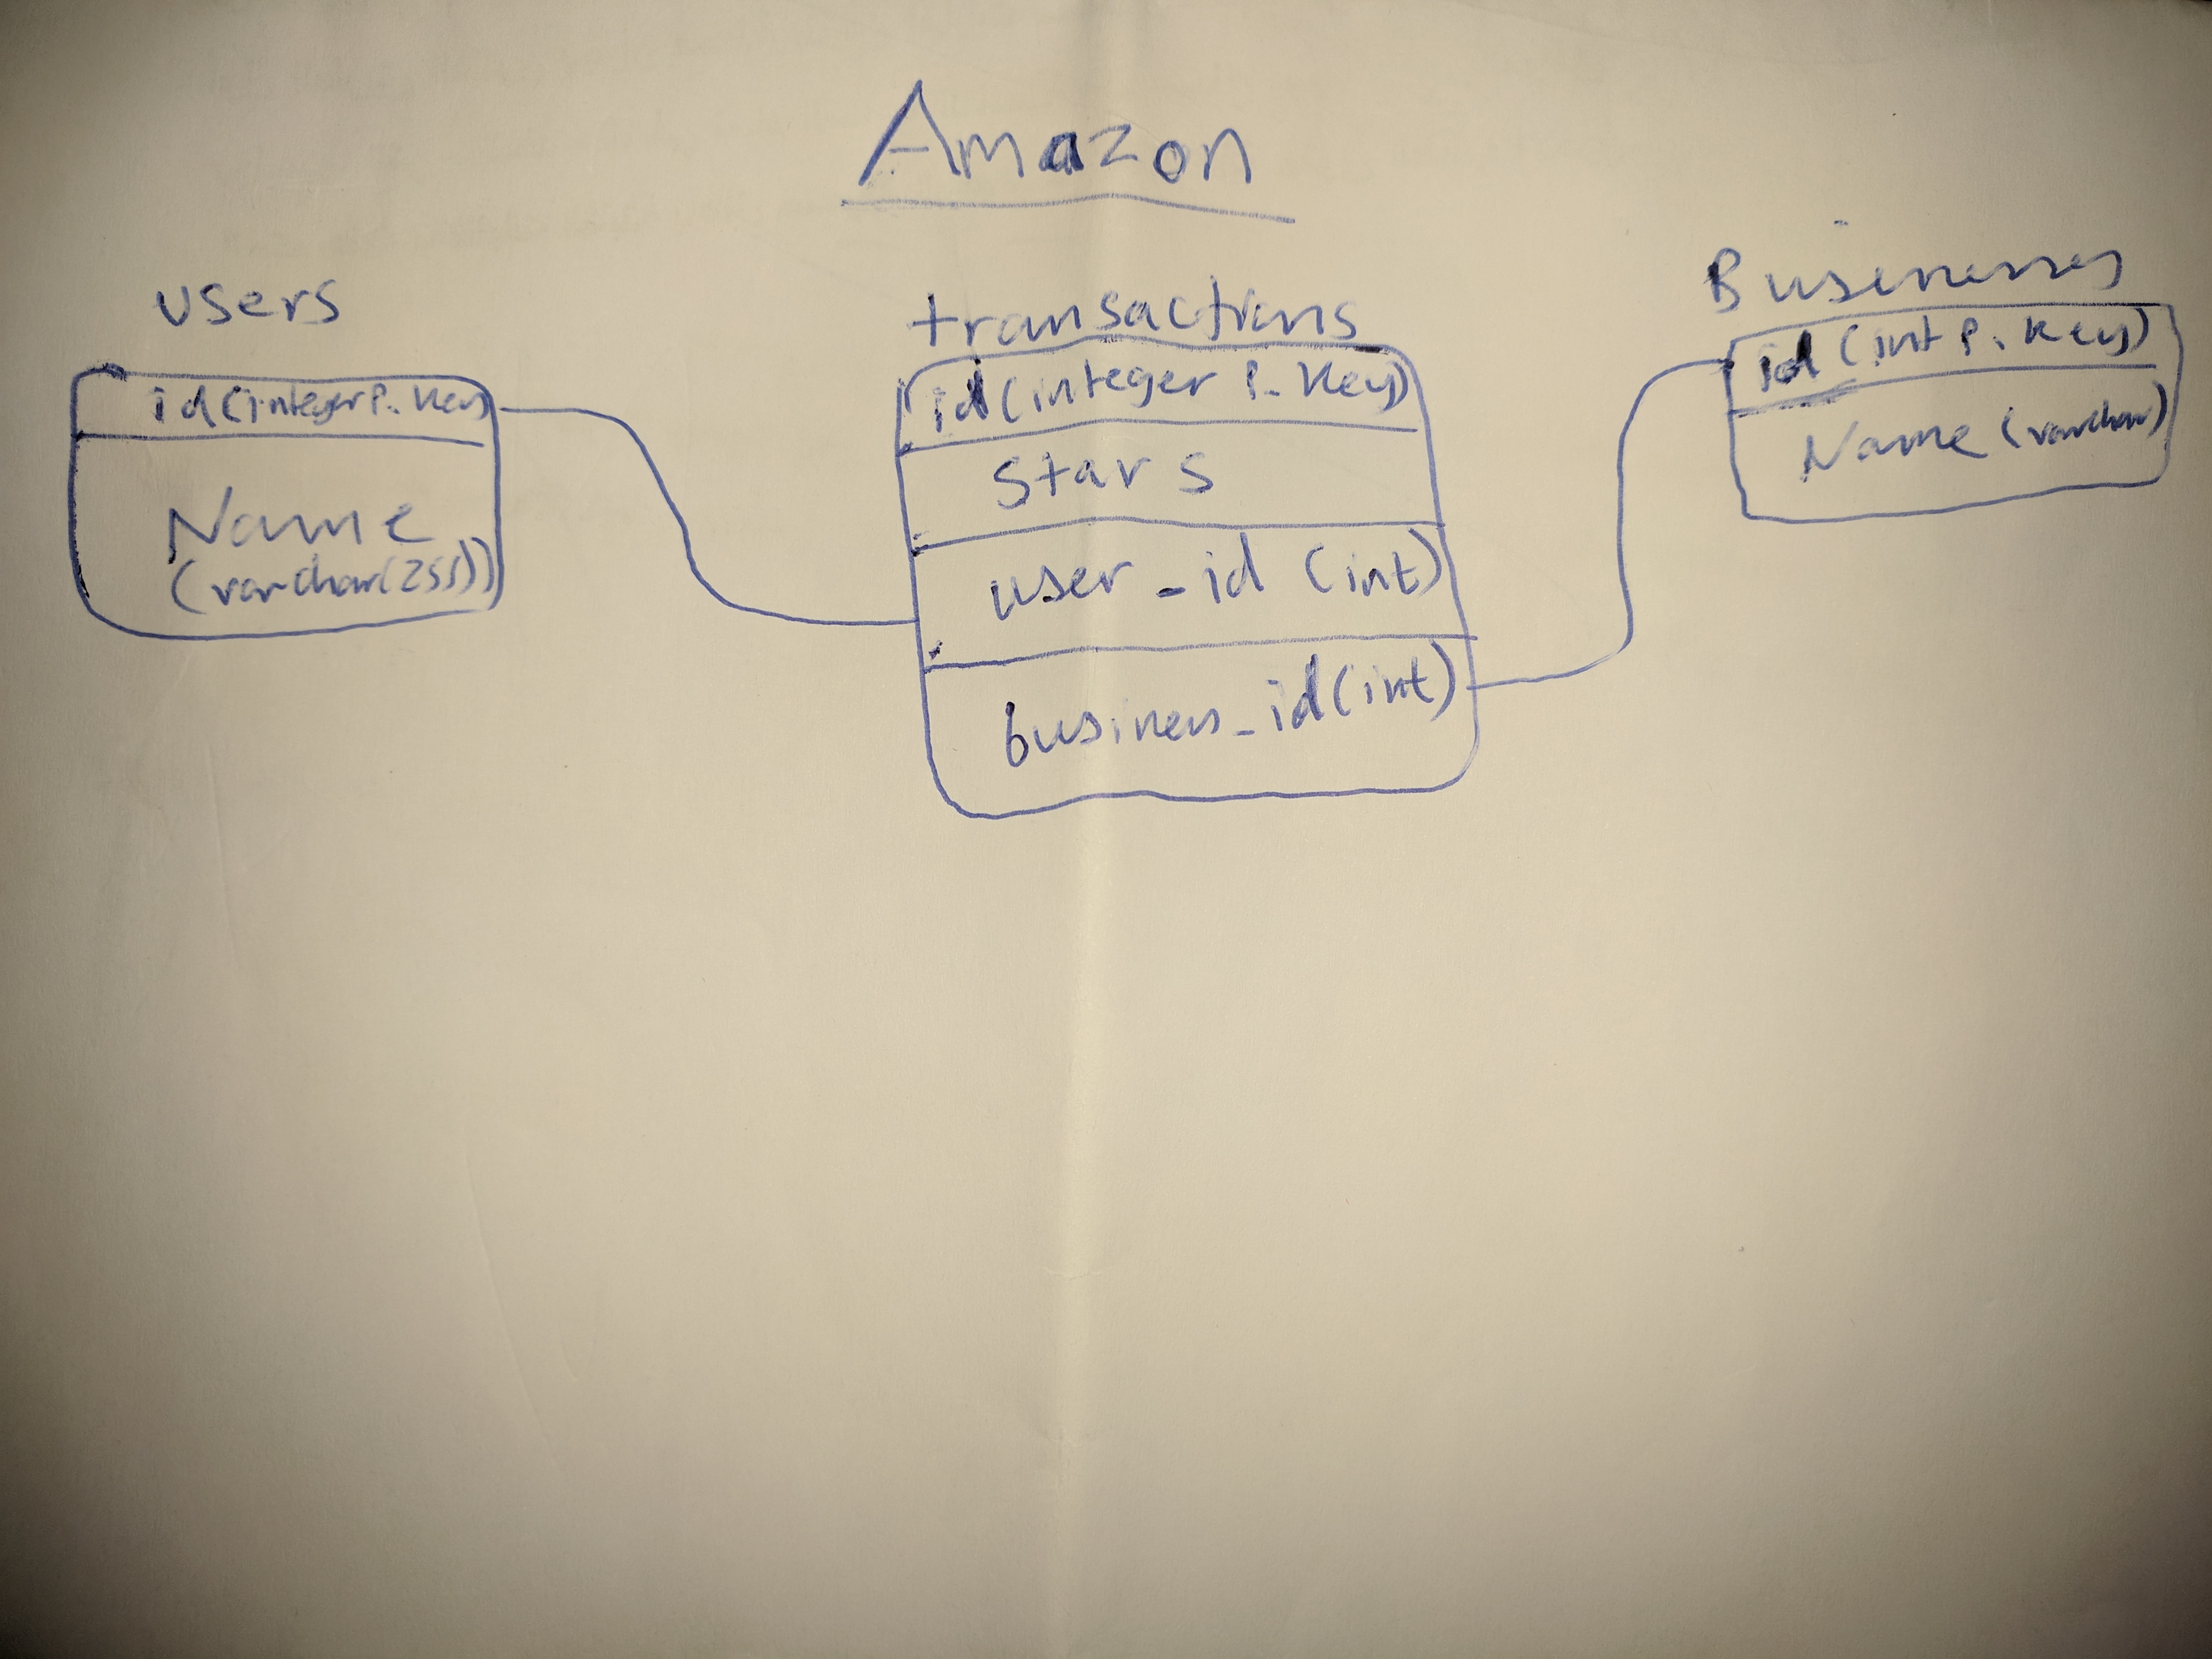 Amazon
users
id (integer P. Key)
Name
(varchar(255))
transactions
id (integer P. Key)
Stars
user_id (int)
business_id (int)
Businesses
id (int P. Key)
Name (varchar)